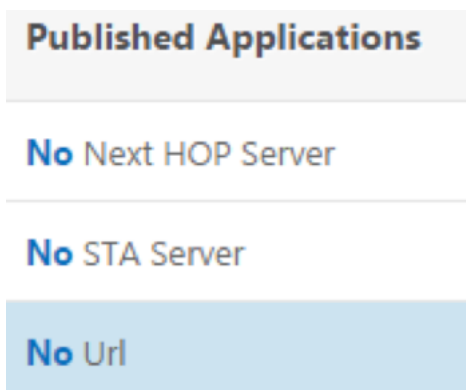 Published Applications
No Next HOP Server
No STA Server
No Url